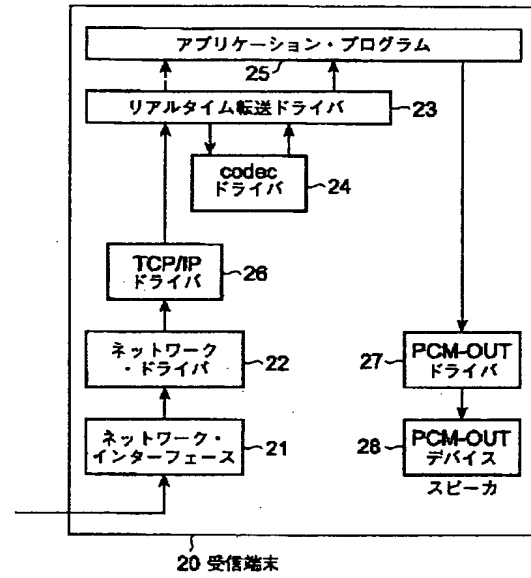 アプリケーション・プログラム
25
リアルタイム転送ドライバ
23
codec
ドライバ
24
TCP/IP
ドライバ
26
ネットワーク
・ドライバ
22
PCM-OUT
ドライバ
27
ネットワーク・
インターフェース
21
PCM-OUT
デバイス
28
スピーカ
20 受信端末